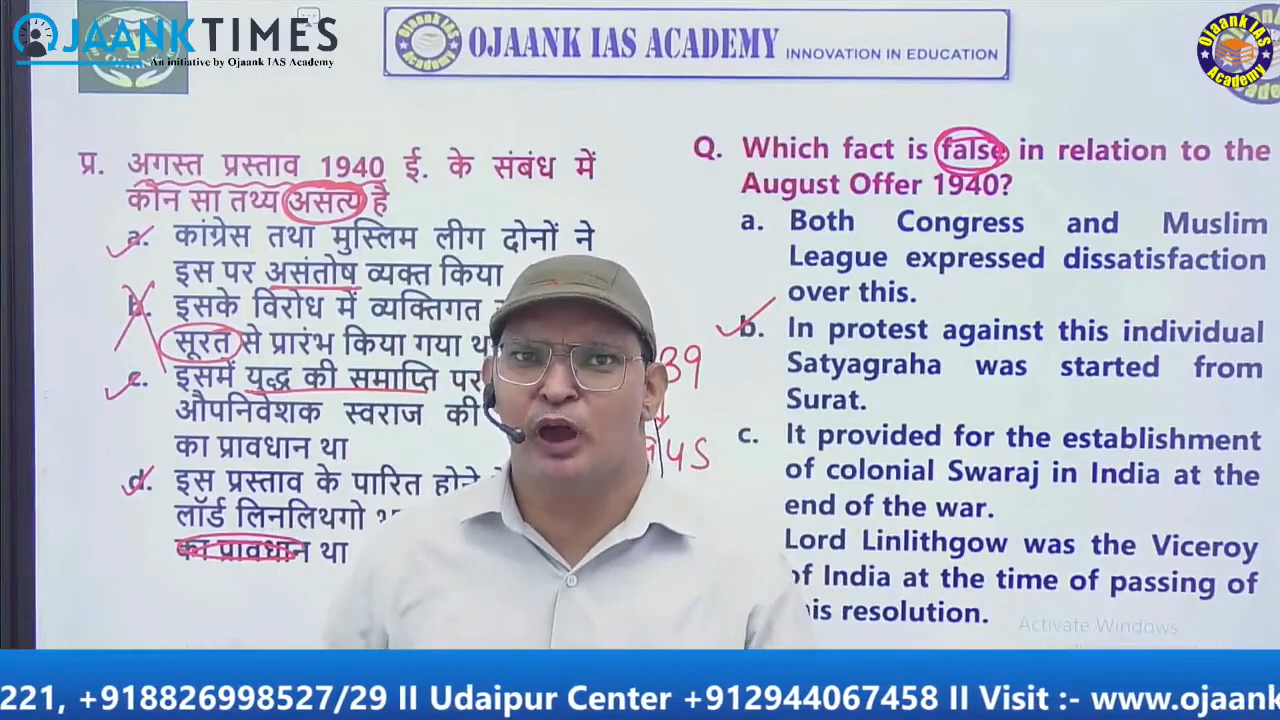 OJAANKTIMES
An initiative by Ojaank IAS Academy
OJAANK IAS ACADEMY INNOVATION IN EDUCATION
Ojaank IAS
Academy
प्र. अगस्त प्रस्ताव 1940 ई. के संबंध में
कौन सा तथ्य असत्य है
a. कांग्रेस तथा मुस्लिम लीग दोनों ने
इस पर असंतोष व्यक्त किया
b. इसके विरोध में व्यक्तिगत
सूरत से प्रारंभ किया गया
c. इसमें युद्ध की समाप्ति पर
औपनिवेशक स्वराज की
का प्रावधान था
d. इस प्रस्ताव के पारित होने
लॉर्ड लिनलिथगो
का प्रावधान था
39
45
Q. Which fact is false in relation to the
August Offer 1940?
a. Both Congress and Muslim
League expressed dissatisfaction
over this.
b. In protest against this individual
Satyagraha was started from
Surat.
c. It provided for the establishment
of colonial Swaraj in India at the
end of the war.
Lord Linlithgow was the Viceroy
of India at the time of passing of
resolution.
Activate Windows
221, +918826998527/29 II Udaipur Center +912944067458 II Visit :- www.ojaank